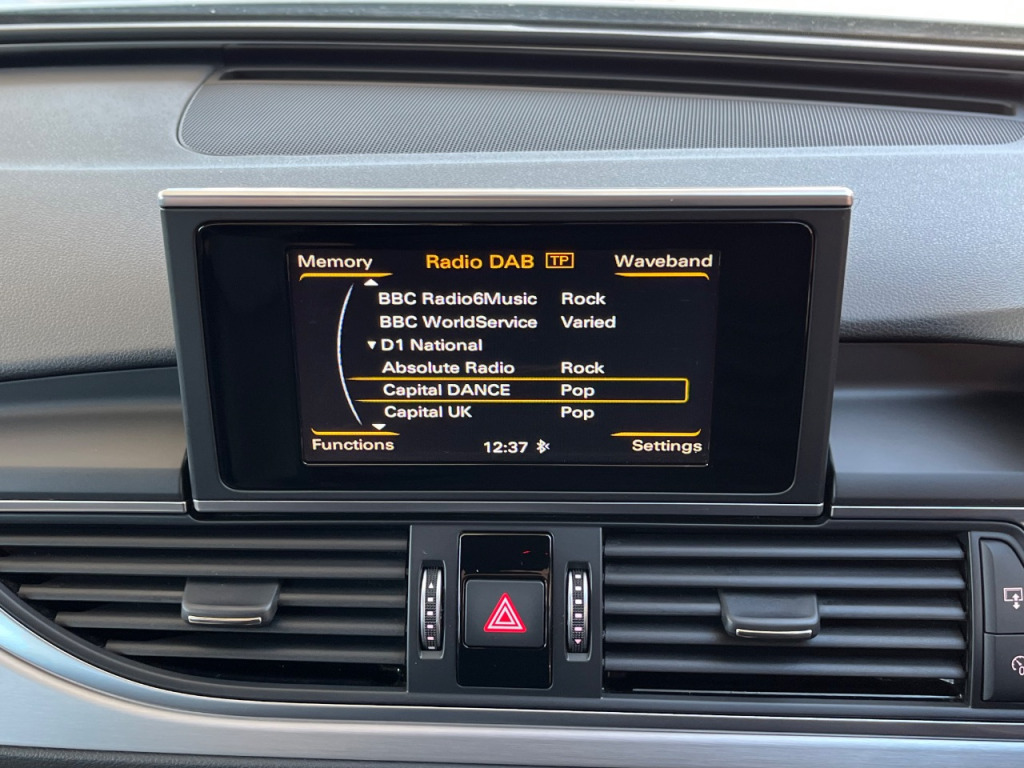 Memory Radio DAB TP Waveband
BBC Radio6Music Rock
BBC WorldService Varied
D1 National
Absolute Radio Rock
Capital DANCE Pop
Capital UK Pop
Functions 12:37 Settings